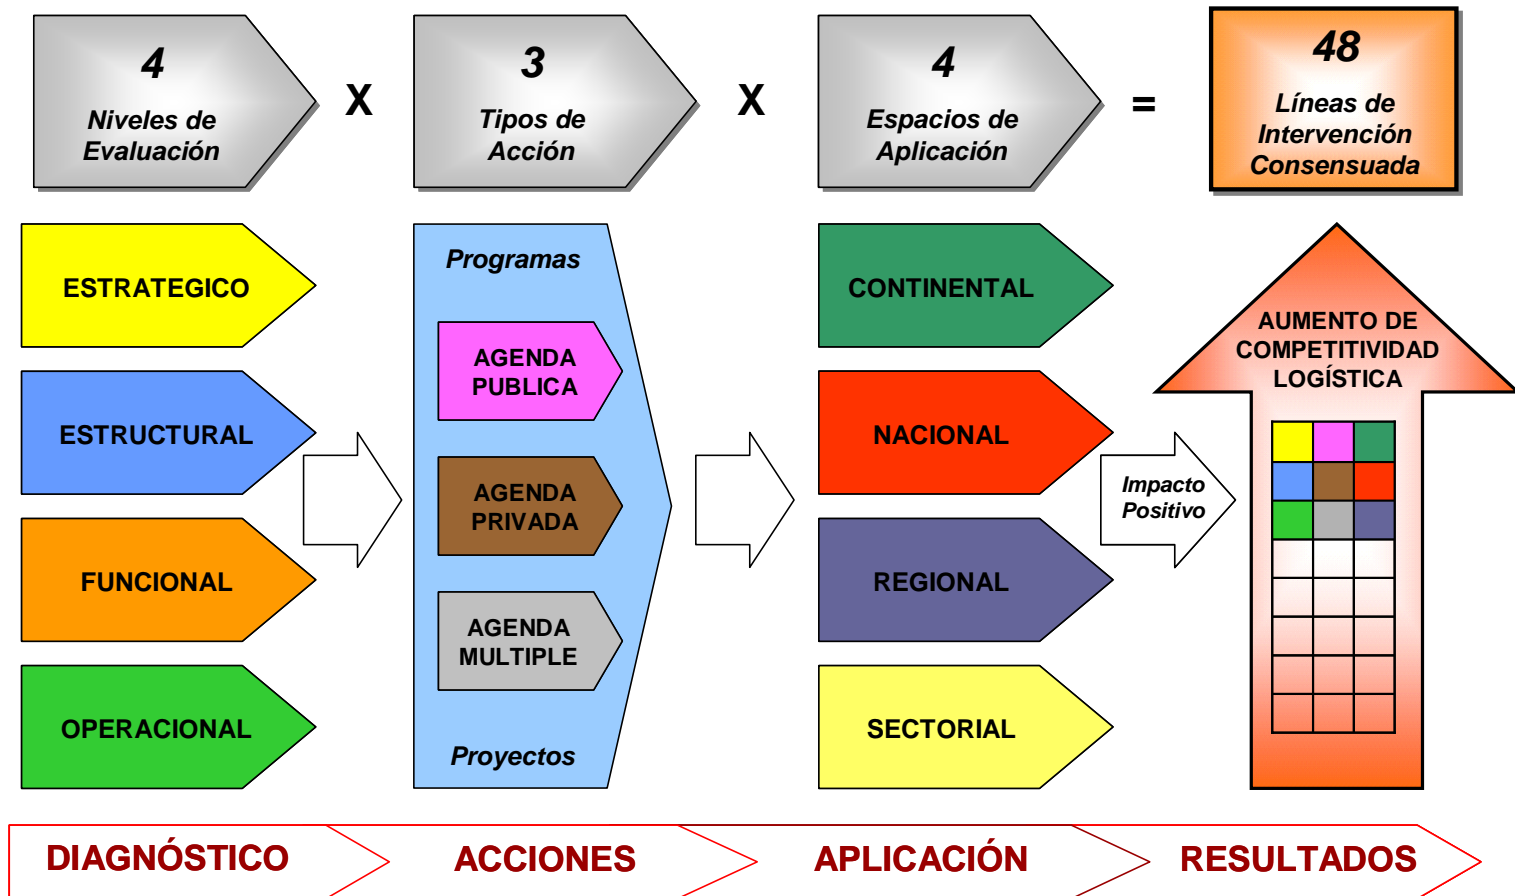 4
Niveles de
Evaluación
X
3
Tipos de
Acción
X
4
Espacios de
Aplicación
=
48
Líneas de
Intervención
Consensuada
ESTRATEGICO
ESTRUCTURAL
FUNCIONAL
OPERACIONAL
Programas
AGENDA
PUBLICA
AGENDA
PRIVADA
AGENDA
MULTIPLE
Proyectos
CONTINENTAL
NACIONAL
REGIONAL
SECTORIAL
Impacto
Positivo
AUMENTO DE
COMPETITIVIDAD
LOGÍSTICA
DIAGNÓSTICO
ACCIONES
APLICACIÓN
RESULTADOS